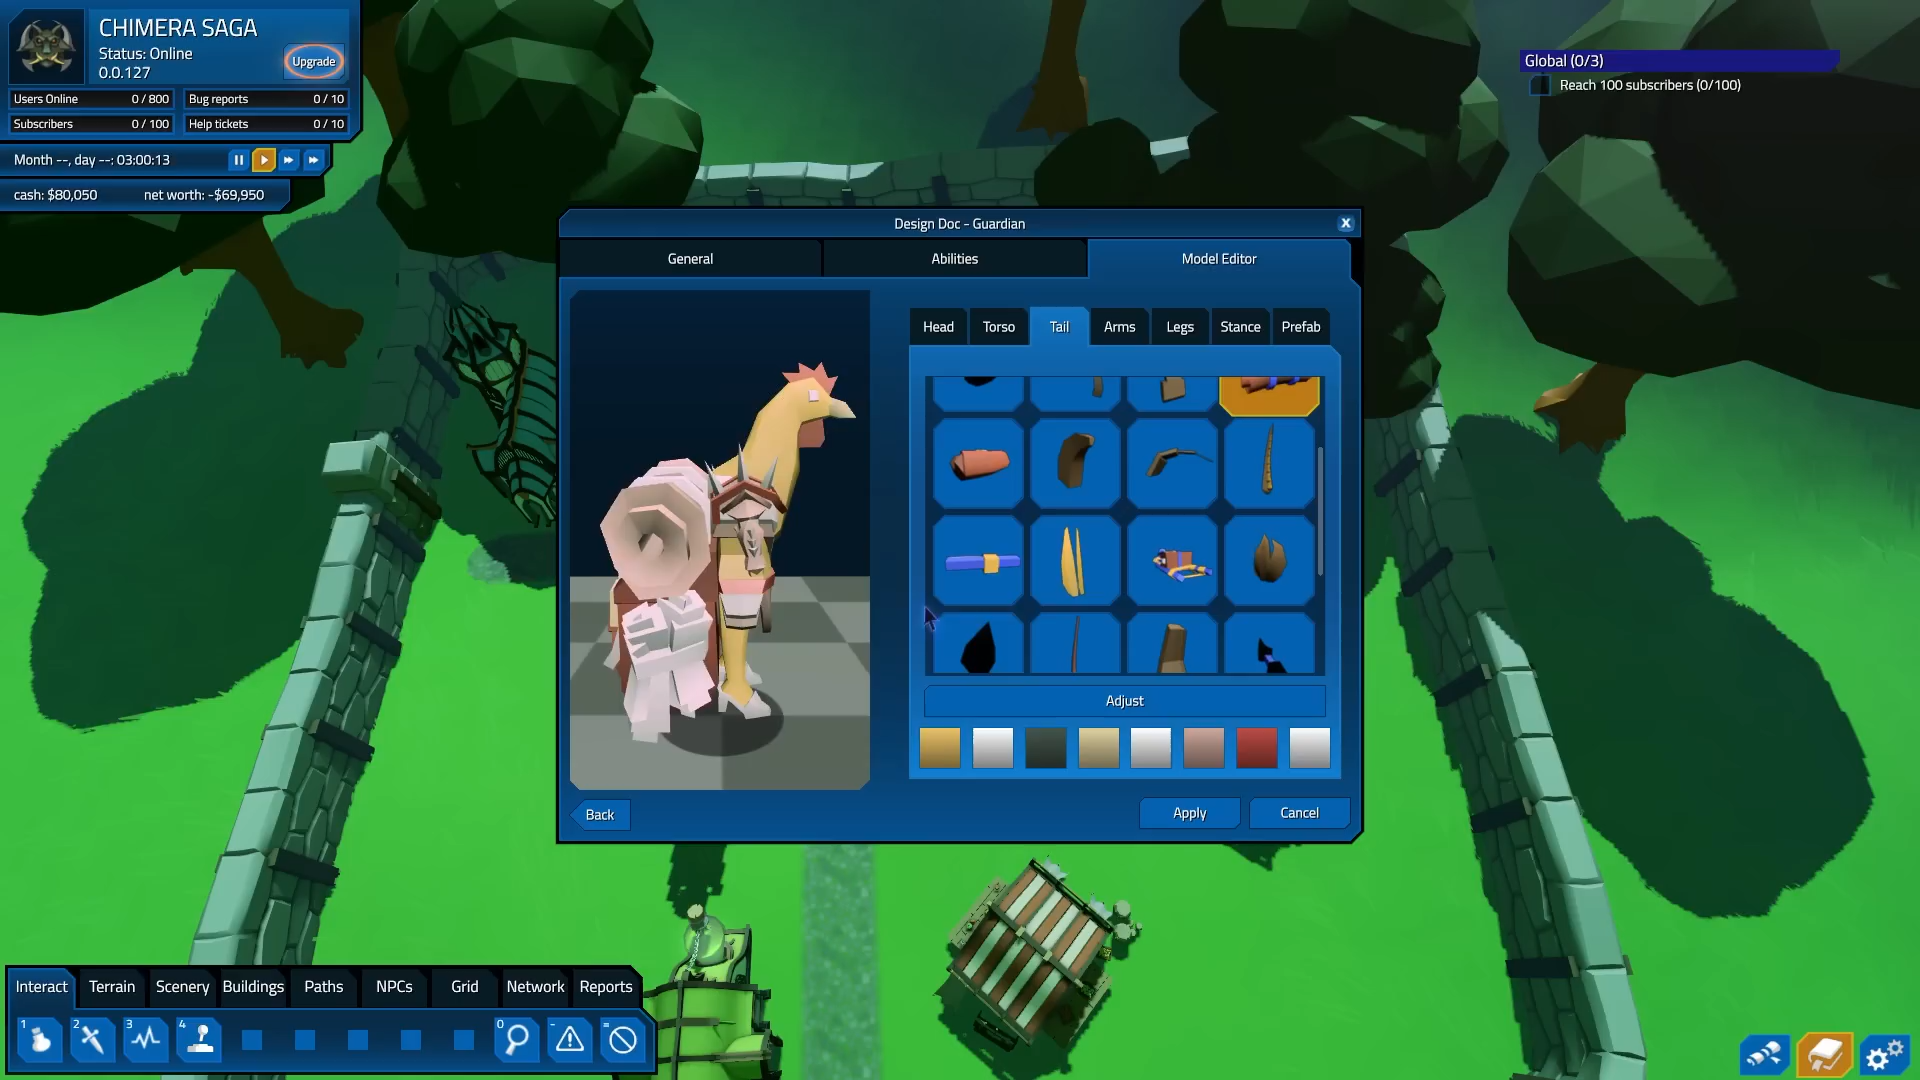 CHIMERA SAGA
Status: Online
0.0.127
Upgrade
Users Online 0 / 800
Bug reports 0 / 10
Subscribers 0 / 100
Help tickets 0 / 10
Month --, day --: 03:00:13
cash: $80,050 net worth: -$69,950
Global (0/3)
Reach 100 subscribers (0/100)
Design Doc - Guardian
X
General Abilities Model Editor
Head Torso Tail Arms Legs Stance Prefab
Adjust
Back
Apply
Cancel
Interact Terrain Scenery Buildings Paths NPCs Grid Network Reports
1 2 3 4 0 - =